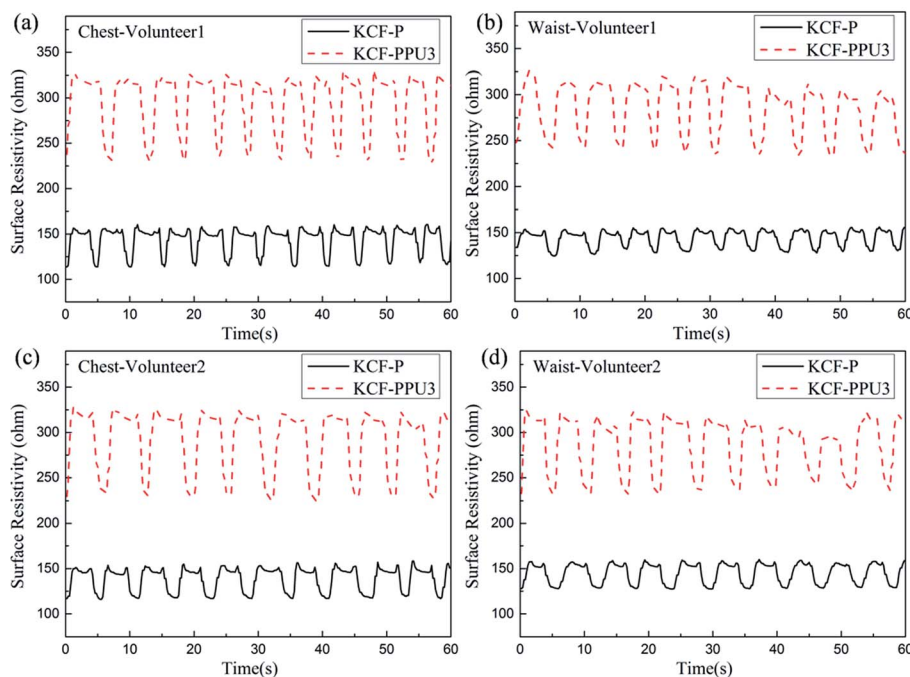 (a)
Chest-Volunteer1
KCF-P
KCF-PPU3
Surface Resistivity (ohm)
375
350
325
300
250
200
150
100
0 10 20 30 40 50 60
Time(s)
(b)
Waist-Volunteer1
KCF-P
KCF-PPU3
Surface Resistivity (ohm)
350
300
250
200
150
100
0 10 20 30 40 50 60
Time(s)
(c)
Chest-Volunteer2
KCF-P
KCF-PPU3
Surface Resistivity (ohm)
350
300
250
200
150
100
0 10 20 30 40 50 60
Time(s)
(d)
Waist-Volunteer2
KCF-P
KCF-PPU3
Surface Resistivity (ohm)
350
300
250
200
150
100
0 10 20 30 40 50 60
Time(s)